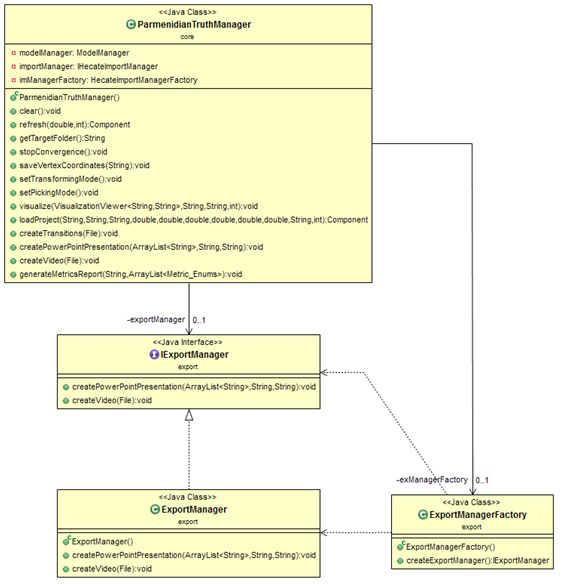 <<Java Class>>
ParmenidianTruthManager
core
modelManager: ModelManager
importManager: IHecateImportManager
imManagerFactory: HecateImportManagerFactory
ParmenidianTruthManager()
clear():void
refresh(double,int):Component
getTargetFolder():String
stopConvergence():void
saveVertexCoordinates(String):void
setTransformingMode():void
setPickingMode():void
visualize(VisualizationViewer<String,String>,String,String,int):void
loadProject(String,String,String,double,double,double,double,double,double,String,int):Component
createTransitions(File):void
createPowerPointPresentation(ArrayList<String>,String,String):void
createVideo(File):void
generateMetricsReport(String,ArrayList<Metric_Enums>):void
-exportManager 0..1
<<Java Interface>>
IExportManager
export
createPowerPointPresentation(ArrayList<String>,String,String):void
createVideo(File):void
-exManagerFactory 0..1
<<Java Class>>
ExportManager
export
ExportManager()
createPowerPointPresentation(ArrayList<String>,String,String):void
createVideo(File):void
<<Java Class>>
ExportManagerFactory
export
ExportManagerFactory()
createExportManager():IExportManager